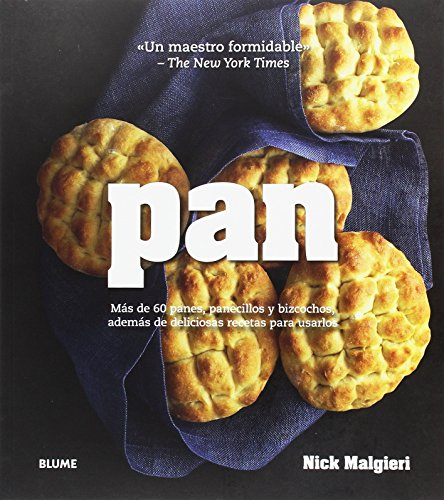 «Un maestro formidable»
– The New York Times
pan
Más de 60 panes, panecillos y bizcochos,
además de deliciosas recetas para usarlos
BLUME
Nick Malgieri